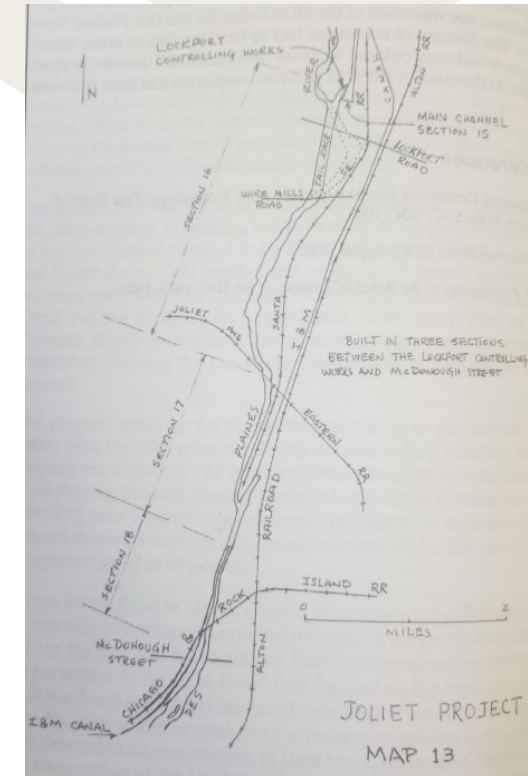 LOCKPORT
CONTROLLING WORKS
N
RIVER
RR
CANAL
ALTON
RR
MAIN CHANNEL
SECTION 15
LOCKPORT
ROAD
TAIL RACE
FE
WIRE MILLS
ROAD
SECTION 16
SANTA
I & M
JOLIET
AND
EASTERN
RR
BUILT IN THREE SECTIONS
BETWEEN THE LOCKPORT CONTROLLING
WORKS AND McDONOUGH STREET
SECTION 17
PLAINES
RAILROAD
SECTION 18
ROCK ISLAND RR
&
0 2
MILES
McDONOUGH
STREET
CHICAGO
DES
ALTON
I&M CANAL
JOLIET PROJECT
MAP 13